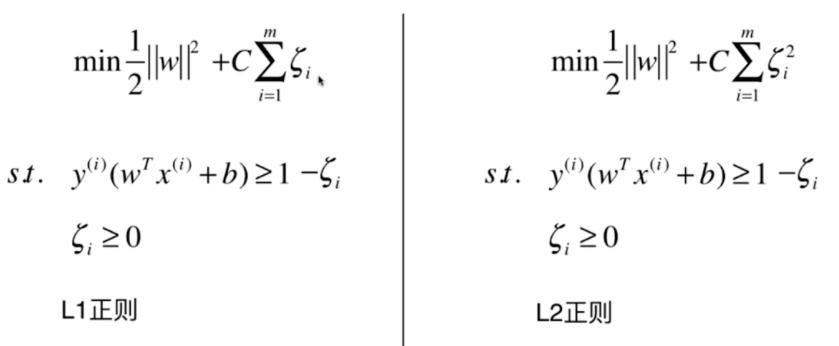 min 1/2 ||w||² + C ∑_{i=1}^{m} ζ_i
s.t. y^{(i)}(w^T x^{(i)} + b) ≥ 1 − ζ_i
ζ_i ≥ 0
L1正则
min 1/2 ||w||² + C ∑_{i=1}^{m} ζ_i²
s.t. y^{(i)}(w^T x^{(i)} + b) ≥ 1 − ζ_i
ζ_i ≥ 0
L2正则